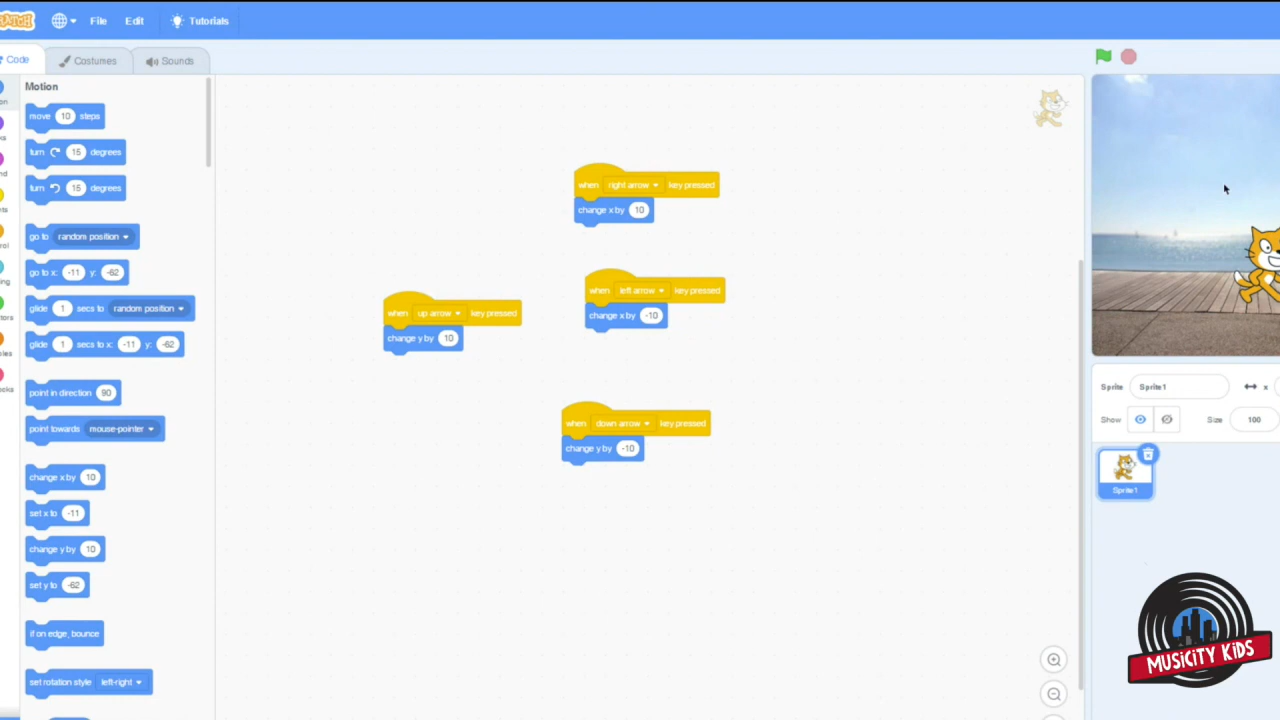 File Edit Tutorials
Code Costumes Sounds
Motion
move 10 steps
turn 15 degrees
turn 15 degrees
go to random position
go to x: -11 y: -62
glide 1 secs to random position
glide 1 secs to x: -11 y: -62
point in direction 90
point towards mouse-pointer
change x by 10
set x to -11
change y by 10
set y to -62
if on edge, bounce
set rotation style left-right
when right arrow key pressed
change x by 10
when left arrow key pressed
change x by -10
when up arrow key pressed
change y by 10
when down arrow key pressed
change y by -10
Sprite Sprite1 x
Show Size 100
Sprite1
MUSICITY KIDS